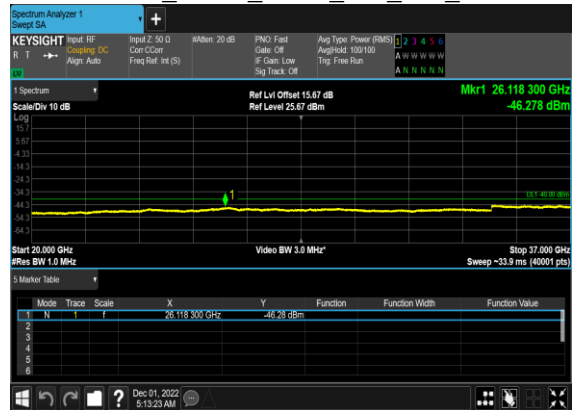 Spectrum Analyzer 1
Swept SA
+
KEYSIGHT
R T
LW
Input: RF
Coupling: DC
Align: Auto
Input Z: 50 Ω
Corr CCorr
Freq Ref: Int (S)
#Atten: 20 dB
PNO: Fast
Gate: Off
IF Gain: Low
Sig Track: Off
Avg Type: Power (RMS)
Avg|Hold: 100/100
Trig: Free Run
1 2 3 4 5 6
A W W W W W
A N N N N N
1 Spectrum
Scale/Div 10 dB
Ref Lvl Offset 15.67 dB
Ref Level 25.67 dBm
Mkr1 26.118 300 GHz
-46.278 dBm
Log
15.7
5.67
-4.33
-14.3
-24.3
-34.3
-44.3
-54.3
-64.3
1
DL1 -40.00 dBm
Start 20.000 GHz
#Res BW 1.0 MHz
Video BW 3.0 MHz*
Stop 37.000 GHz
Sweep ~33.9 ms (40001 pts)
5 Marker Table
Mode Trace Scale X Y Function Function Width Function Value
1 N 1 f 26.118 300 GHz -46.28 dBm
2
3
4
5
6
?
Dec 01, 2022
5:13:23 AM